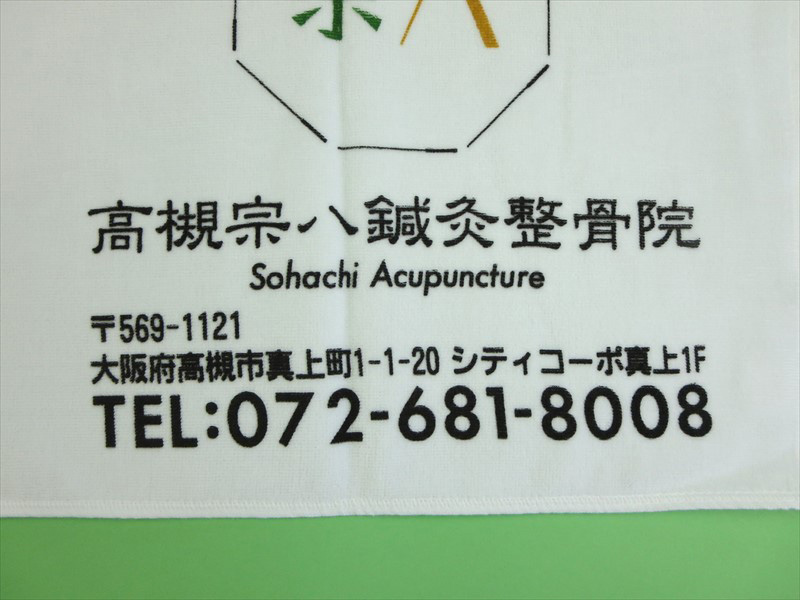 高槻宗八鍼灸整骨院
Sohachi Acupuncture
〒569-1121
大阪府高槻市真上町1-1-20 シティコーポ真上1F
TEL:072-681-8008